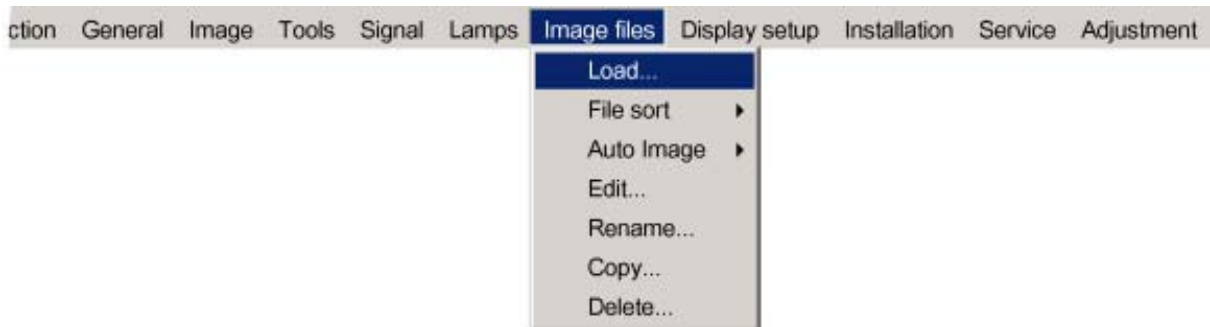 ction General Image Tools Signal Lamps Image files Display setup Installation Service Adjustment
Load...
File sort
Auto Image
Edit...
Rename...
Copy...
Delete...